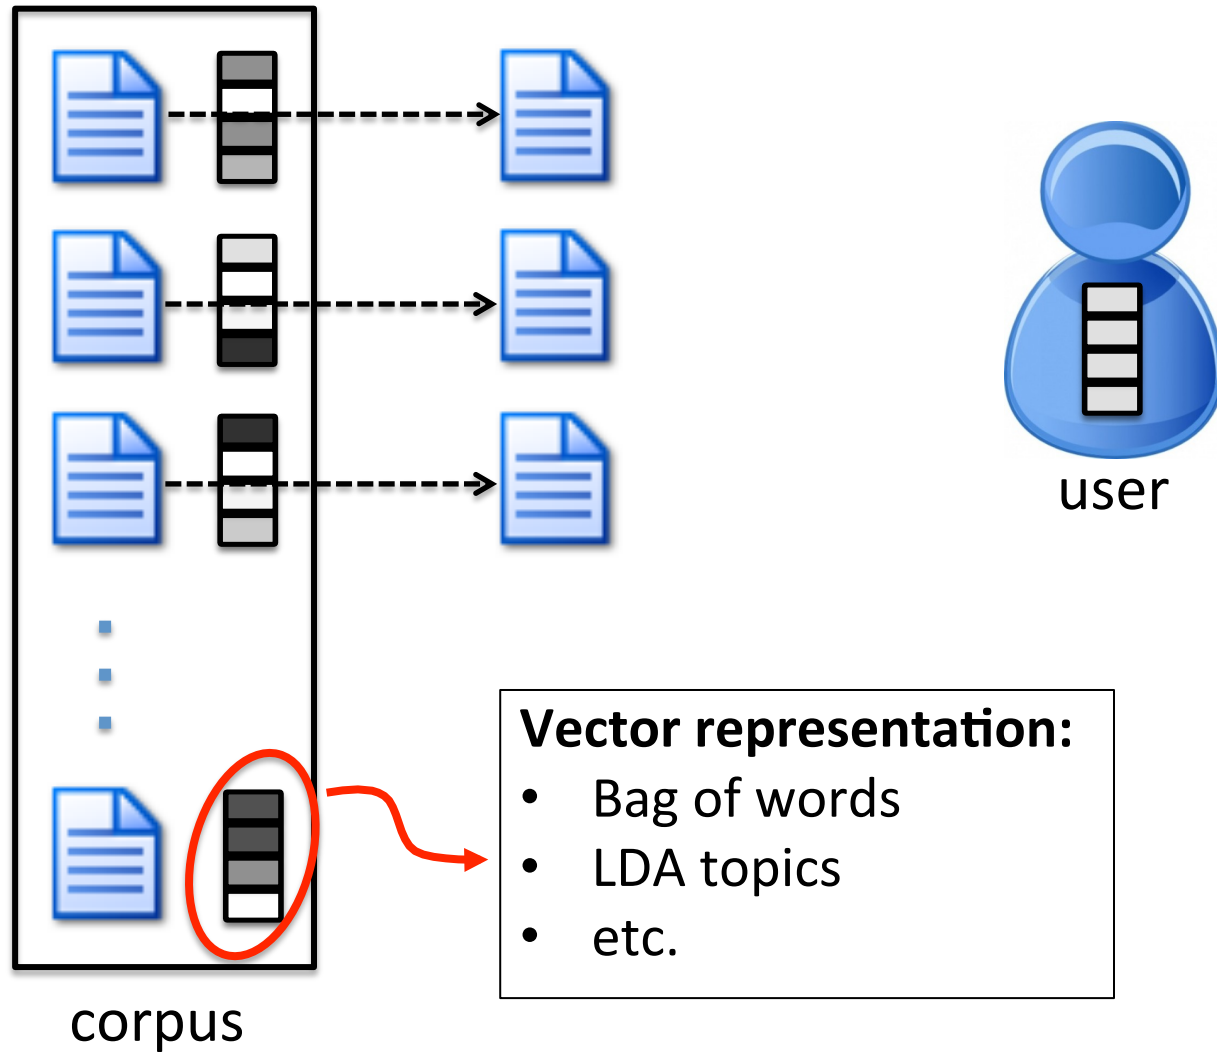 user
Vector representation:
• Bag of words
• LDA topics
• etc.
corpus